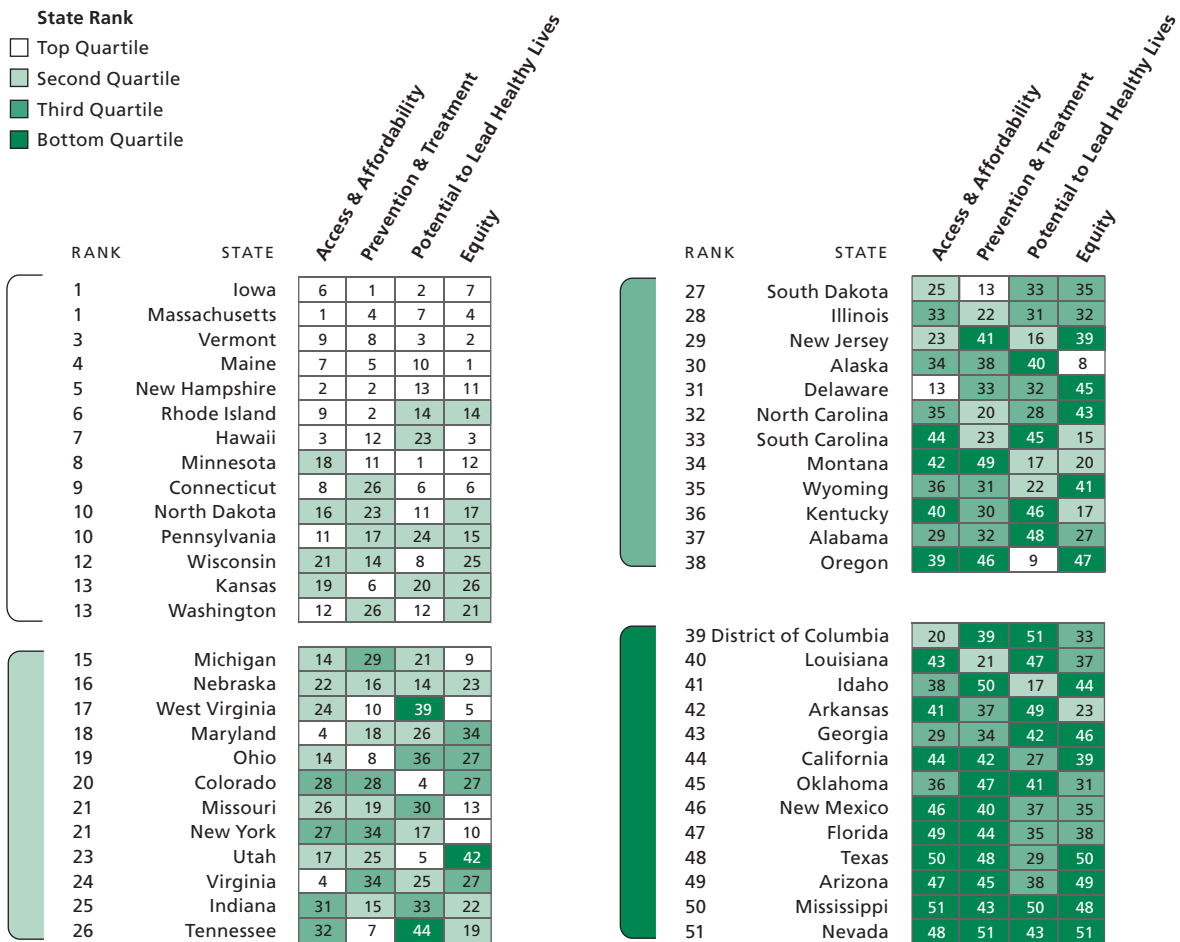 State Rank
Top Quartile
Second Quartile
Third Quartile
Bottom Quartile
RANK STATE Access & Affordability Prevention & Treatment Potential to Lead Healthy Lives Equity
1 Iowa 6 1 2 7
1 Massachusetts 1 4 7 4
3 Vermont 9 8 3 2
4 Maine 7 5 10 1
5 New Hampshire 2 2 13 11
6 Rhode Island 9 2 14 14
7 Hawaii 3 12 23 3
8 Minnesota 18 11 1 12
9 Connecticut 8 26 6 6
10 North Dakota 16 23 11 17
10 Pennsylvania 11 17 24 15
12 Wisconsin 21 14 8 25
13 Kansas 19 6 20 26
13 Washington 12 26 12 21
15 Michigan 14 29 21 9
16 Nebraska 22 16 14 23
17 West Virginia 24 10 39 5
18 Maryland 4 18 26 34
19 Ohio 14 8 36 27
20 Colorado 28 28 4 27
21 Missouri 26 19 30 13
21 New York 27 34 17 10
23 Utah 17 25 5 42
24 Virginia 4 34 25 27
25 Indiana 31 15 33 22
26 Tennessee 32 7 44 19
RANK STATE Access & Affordability Prevention & Treatment Potential to Lead Healthy Lives Equity
27 South Dakota 25 13 33 35
28 Illinois 33 22 31 32
29 New Jersey 23 41 16 39
30 Alaska 34 38 40 8
31 Delaware 13 33 32 45
32 North Carolina 35 20 28 43
33 South Carolina 44 23 45 15
34 Montana 42 49 17 20
35 Wyoming 36 31 22 41
36 Kentucky 40 30 46 17
37 Alabama 29 32 48 27
38 Oregon 39 46 9 47
39 District of Columbia 20 39 51 33
40 Louisiana 43 21 47 37
41 Idaho 38 50 17 44
42 Arkansas 41 37 49 23
43 Georgia 29 34 42 46
44 California 44 42 27 39
45 Oklahoma 36 47 41 31
46 New Mexico 46 40 37 35
47 Florida 49 44 35 38
48 Texas 50 48 29 50
49 Arizona 47 45 38 49
50 Mississippi 51 43 50 48
51 Nevada 48 51 43 51